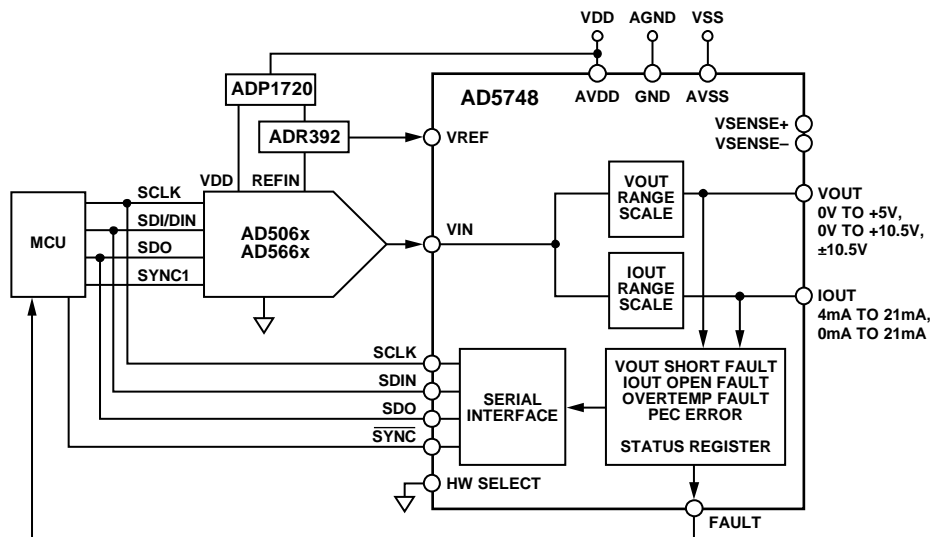 VDD AGND VSS
ADP1720
AD5748
AVDD GND AVSS
ADR392
VREF
VSENSE+
VSENSE–
VDD REFIN
MCU
SCLK
SDI/DIN
SDO
SYNC1
AD506x
AD566x
VIN
VOUT
RANGE
SCALE
VOUT
0V TO +5V,
0V TO +10.5V,
±10.5V
IOUT
RANGE
SCALE
IOUT
4mA TO 21mA,
0mA TO 21mA
SCLK
SDIN
SDO
SYNC
SERIAL
INTERFACE
VOUT SHORT FAULT
IOUT OPEN FAULT
OVERTEMP FAULT
PEC ERROR
STATUS REGISTER
HW SELECT
FAULT